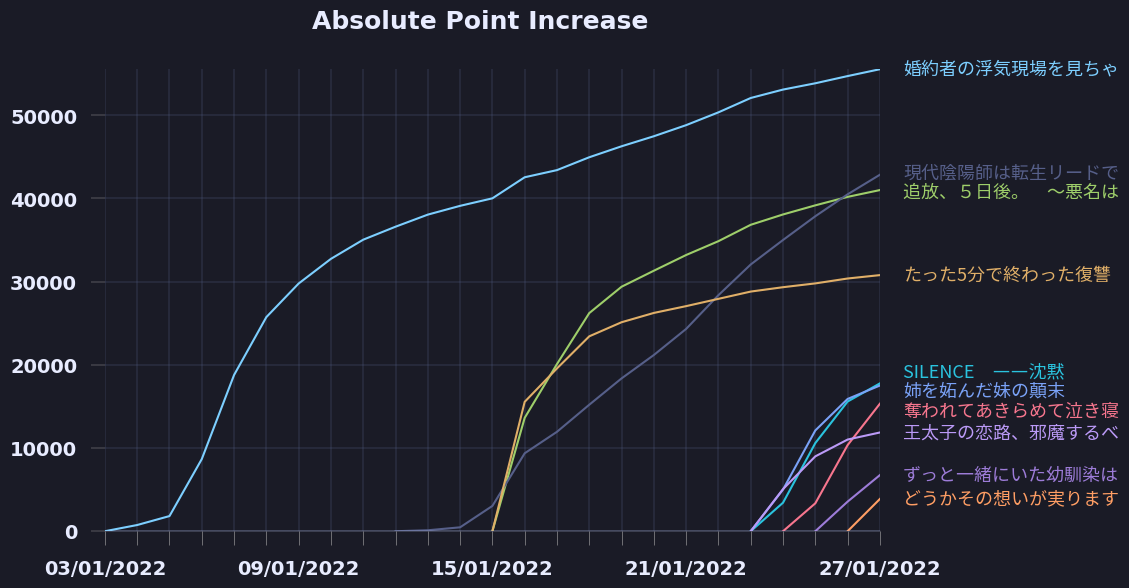 Absolute Point Increase
婚約者の浮気現場を見ちゃ
50000
現代陰陽師は転生リードで
追放、５日後。　～悪名は
40000
30000
たった5分で終わった復讐
20000
SILENCE　——沈黙
姉を妬んだ妹の顛末
奪われてあきらめて泣き寝
王太子の恋路、邪魔するべ
10000
ずっと一緒にいた幼馴染は
どうかその想いが実ります
0
03/01/2022 09/01/2022 15/01/2022 21/01/2022 27/01/2022